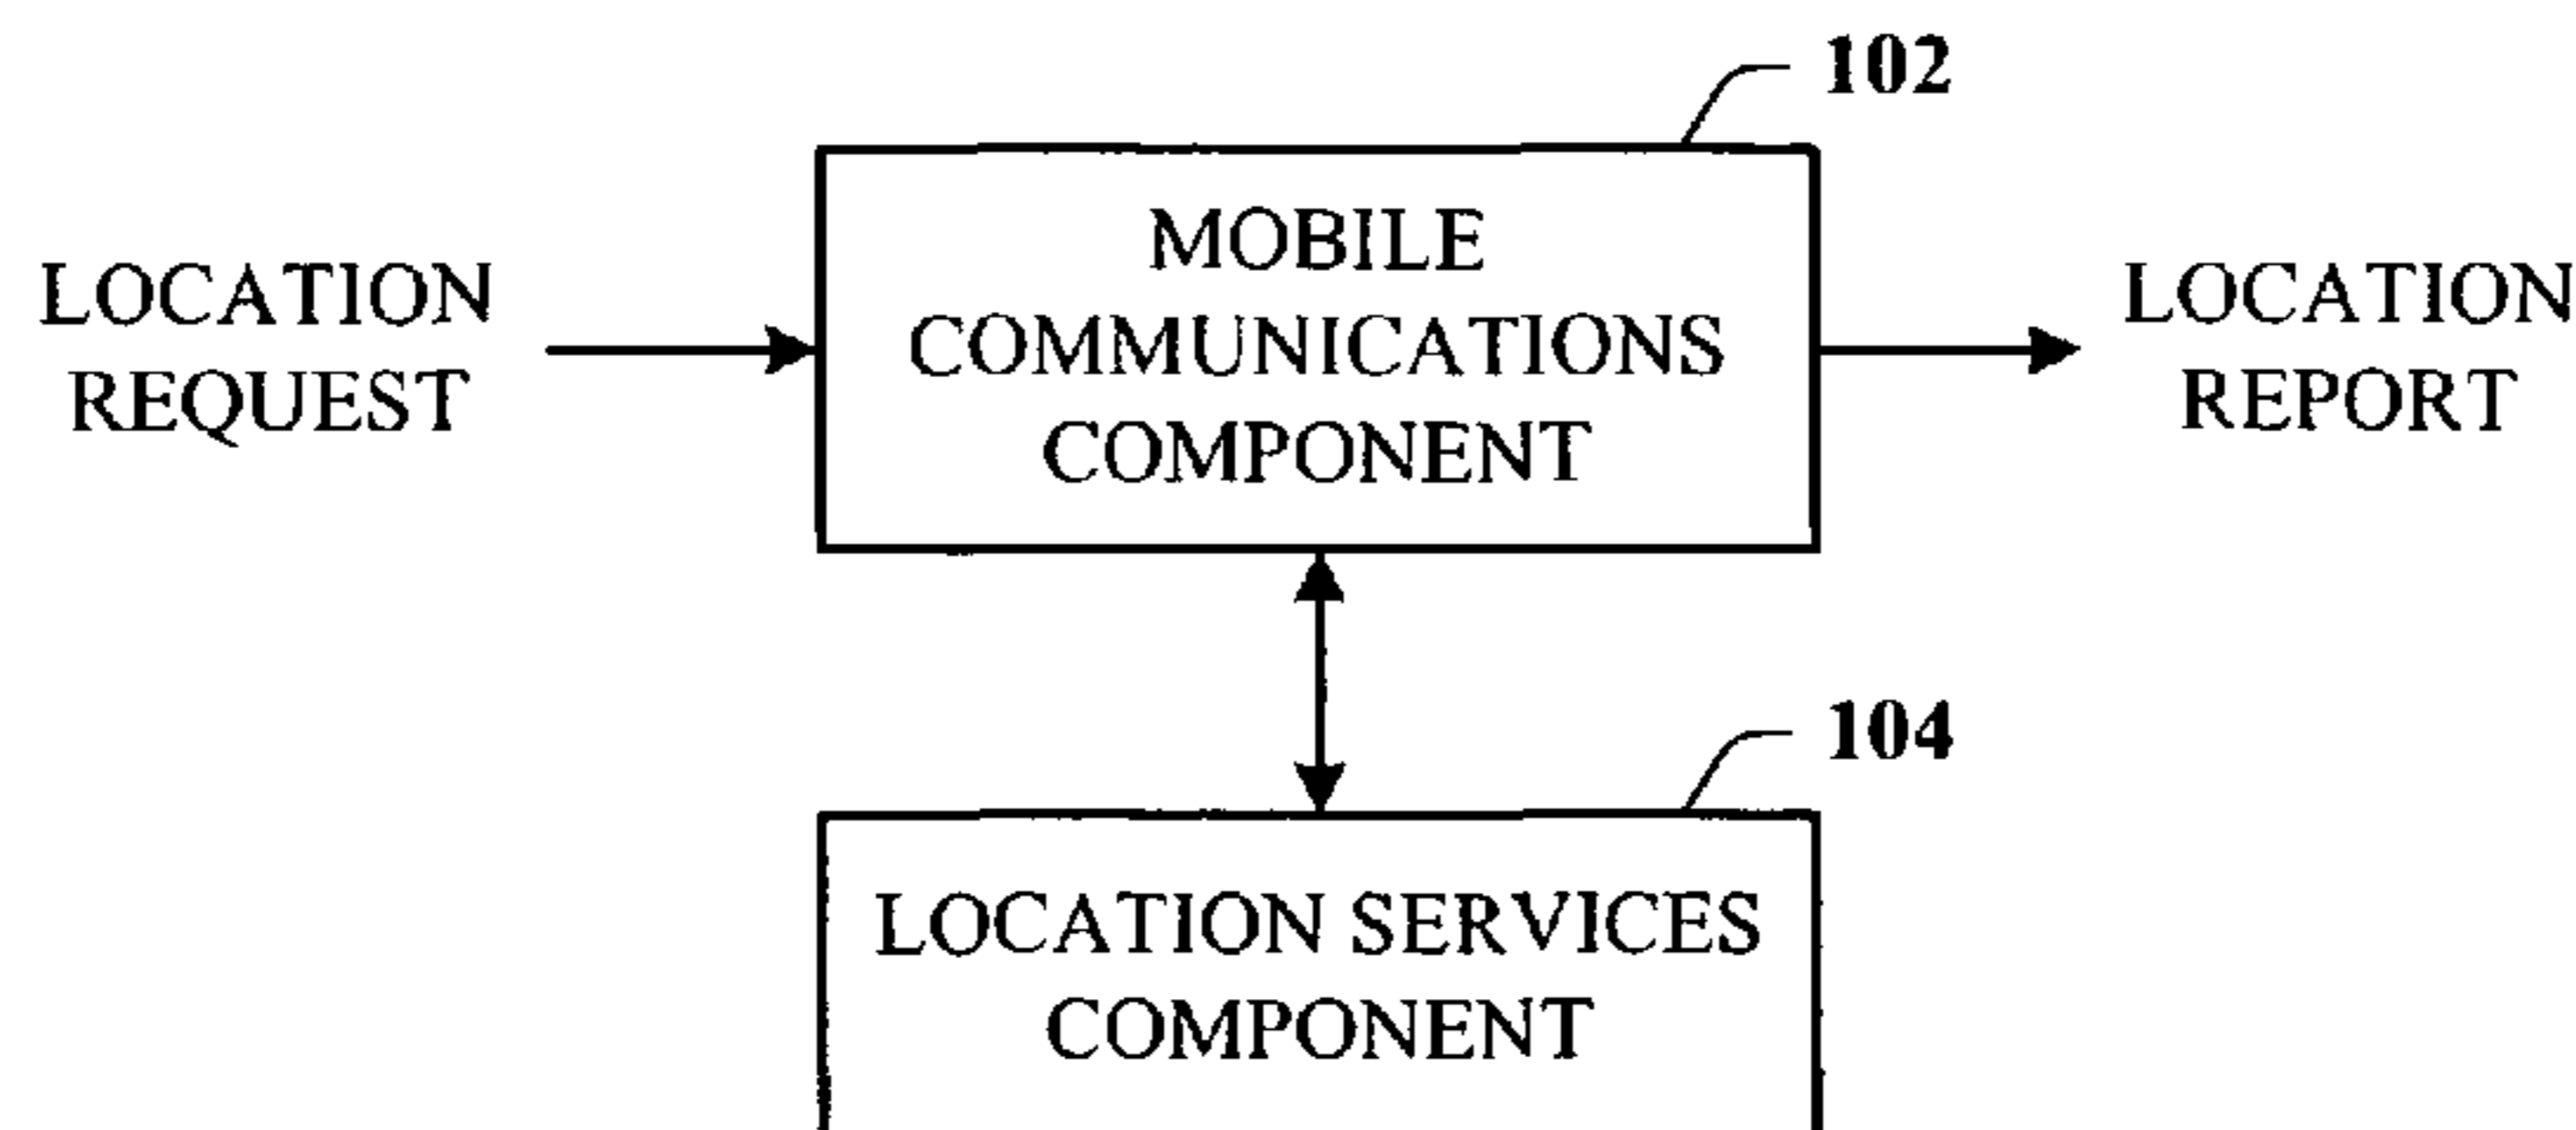 102
MOBILE
COMMUNICATIONS
COMPONENT
LOCATION
REQUEST
LOCATION
REPORT
104
LOCATION SERVICES
COMPONENT